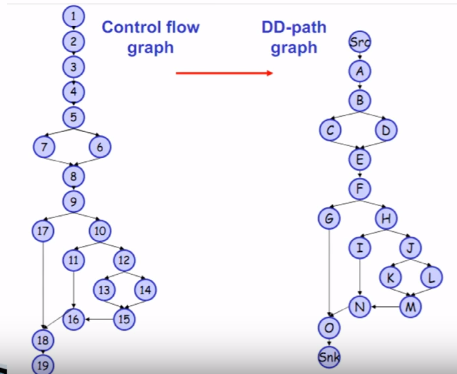 Control flow graph
DD-path graph
1
2
3
4
5
7 6
8
9
17 10
11 12
13 14
16 15
18
19
Src
A
B
C D
E
F
G H
I J
K L
N M
O
Snk